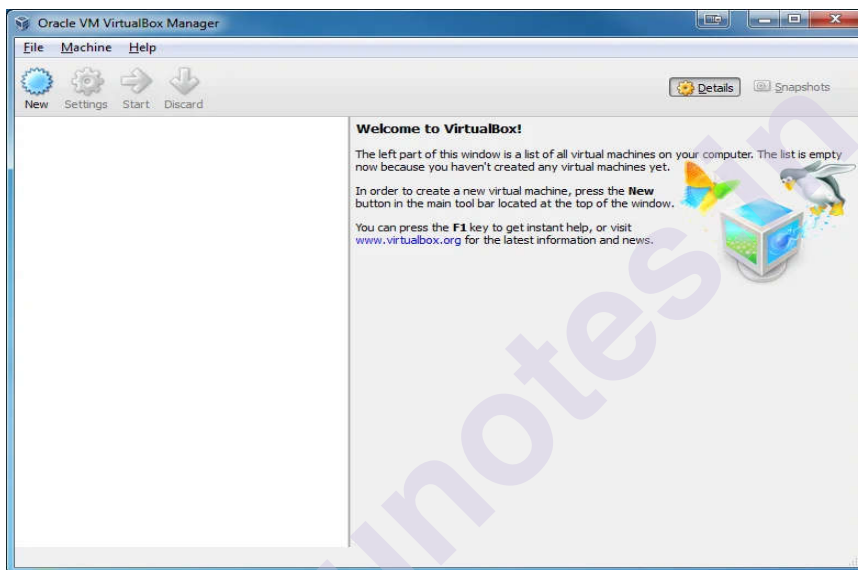 Oracle VM VirtualBox Manager
File Machine Help
New Settings Start Discard
Details Snapshots
Welcome to VirtualBox!
The left part of this window is a list of all virtual machines on your computer. The list is empty
now because you haven't created any virtual machines yet.
In order to create a new virtual machine, press the New
button in the main tool bar located at the top of the window.
You can press the F1 key to get instant help, or visit
www.virtualbox.org for the latest information and news.
unotes.in